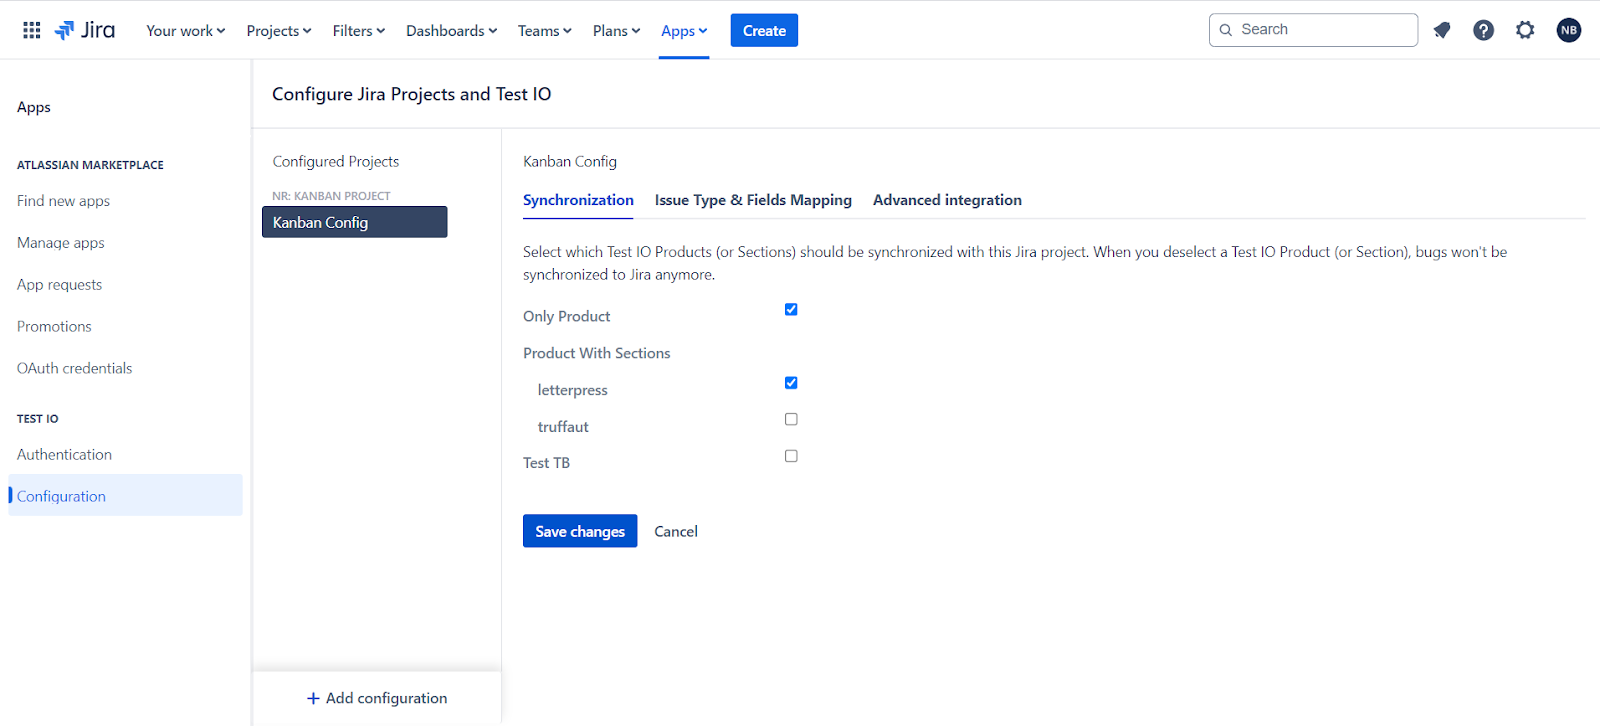 Jira Your work Projects Filters Dashboards Teams Plans Apps Create Search NB
Apps
ATLASSIAN MARKETPLACE
Find new apps
Manage apps
App requests
Promotions
OAuth credentials
TEST IO
Authentication
Configuration
Configure Jira Projects and Test IO
Configured Projects
NR: KANBAN PROJECT
Kanban Config
+ Add configuration
Kanban Config
Synchronization Issue Type & Fields Mapping Advanced integration
Select which Test IO Products (or Sections) should be synchronized with this Jira project. When you deselect a Test IO Product (or Section), bugs won't be
synchronized to Jira anymore.
Only Product
Product With Sections
letterpress
truffaut
Test TB
Save changes Cancel